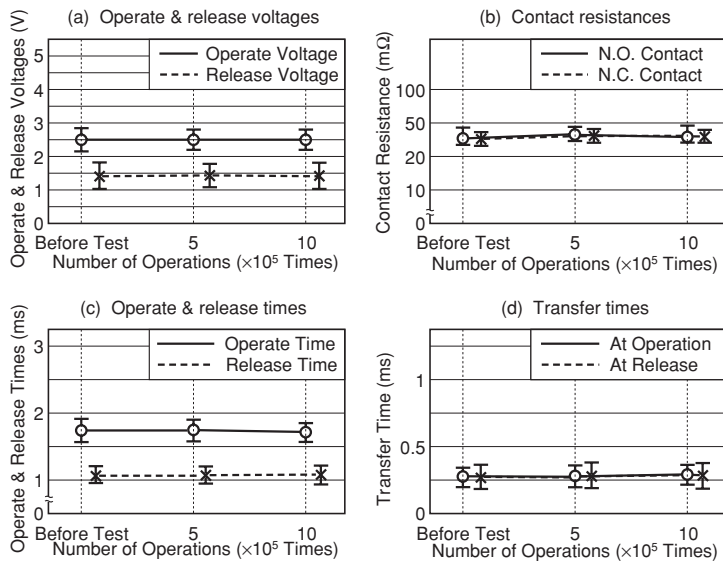 (a) Operate & release voltages
Operate & Release Voltages (V)
5
4
3
2
1
0
Operate Voltage
Release Voltage
Before Test
5
10
Number of Operations (×10⁵ Times)
(b) Contact resistances
Contact Resistance (mΩ)
100
50
20
10
0
N.O. Contact
N.C. Contact
Before Test
5
10
Number of Operations (×10⁵ Times)
(c) Operate & release times
Operate & Release Times (ms)
3
2
1
0
Operate Time
Release Time
Before Test
5
10
Number of Operations (×10⁵ Times)
(d) Transfer times
Transfer Time (ms)
1
0.5
0
At Operation
At Release
Before Test
5
10
Number of Operations (×10⁵ Times)